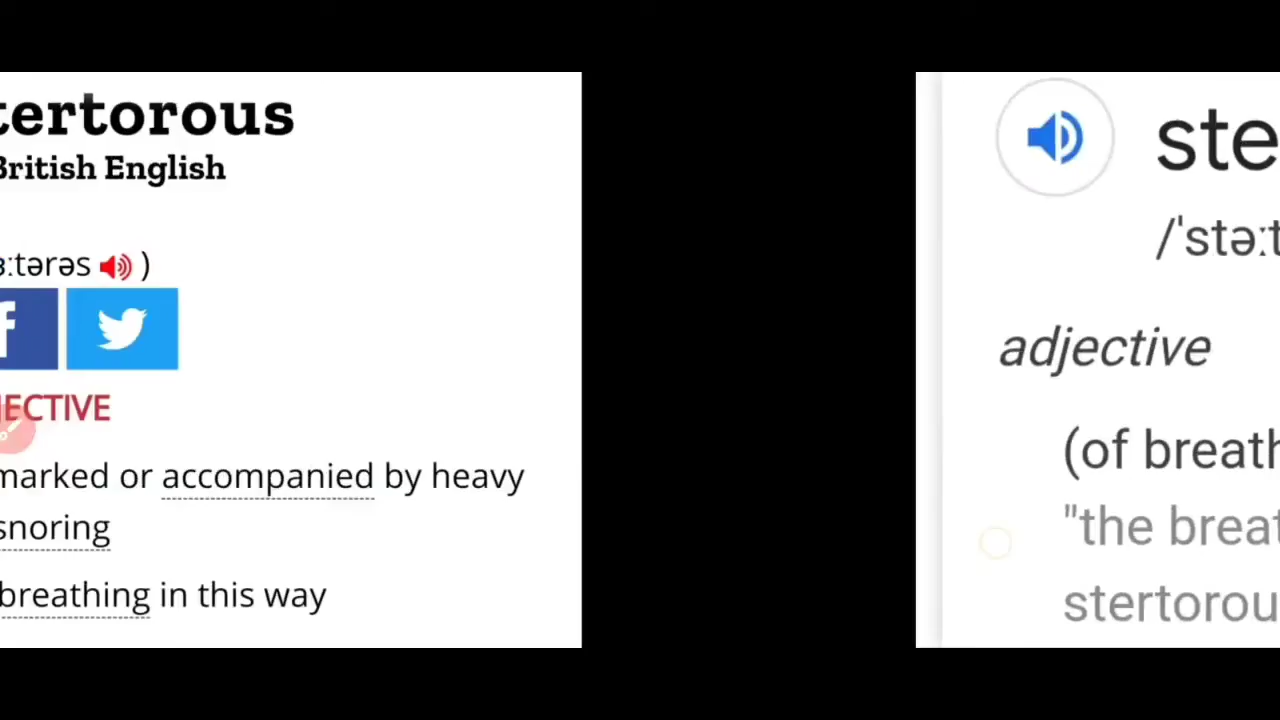 tertorous
British English
ɜːtərəs )
f
JECTIVE
marked or accompanied by heavy
snoring
breathing in this way
ste
/ˈstəːt
adjective
(of breath
"the breat
stertorou